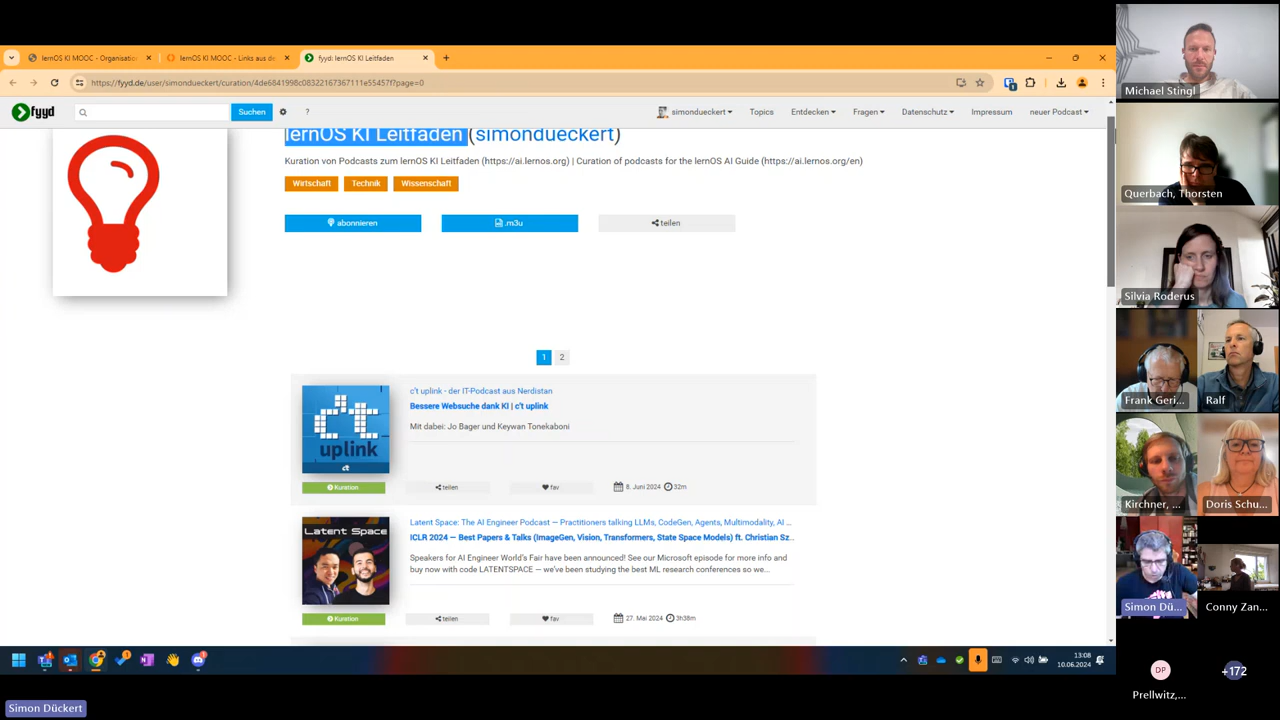 lernOS KI MOOC - Organisatio
lernOS KI MOOC - Links aus de
fyyd: lernOS KI Leitfaden
https://fyyd.de/user/simondueckert/curation/4de6841998c08322167367111e55457f?page=0
fyyd
Suchen
?
simondueckert
Topics
Entdecken
Fragen
Datenschutz
Impressum
neuer Podcast
lernOS KI Leitfaden (simondueckert)
Kuration von Podcasts zum lernOS KI Leitfaden (https://ai.lernos.org) | Curation of podcasts for the lernOS AI Guide (https://ai.lernos.org/en)
Wirtschaft
Technik
Wissenschaft
abonnieren
.m3u
teilen
1
2
c't uplink
c't
c't uplink - der IT-Podcast aus Nerdistan
Bessere Websuche dank KI | c't uplink
Mit dabei: Jo Bager und Keywan Tonekaboni
Kuration
teilen
fav
8. Juni 2024
32m
Latent Space
Latent Space: The AI Engineer Podcast — Practitioners talking LLMs, CodeGen, Agents, Multimodality, AI ...
ICLR 2024 — Best Papers & Talks (ImageGen, Vision, Transformers, State Space Models) ft. Christian Sz...
Speakers for AI Engineer World's Fair have been announced! See our Microsoft episode for more info and
buy now with code LATENTSPACE — we've been studying the best ML research conferences so we...
Kuration
teilen
fav
27. Mai 2024
3h38m
13:08
10.06.2024
Simon Dückert
Michael Stingl
Querbach, Thorsten
Silvia Roderus
Frank Geri...
Ralf
Kirchner, ...
Doris Schu...
Simon Dü...
Conny Zan...
DP
Prellwitz,...
+172